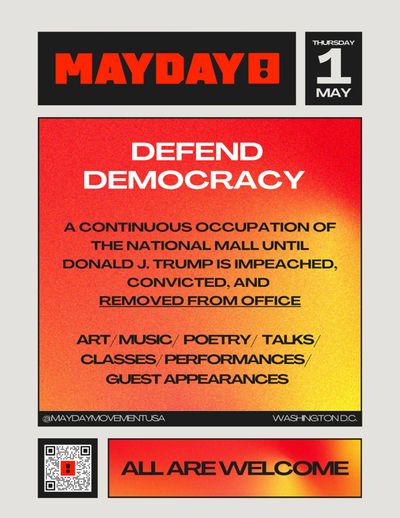 MAYDAY
THURSDAY
1
MAY
DEFEND
DEMOCRACY
A CONTINUOUS OCCUPATION OF
THE NATIONAL MALL UNTIL
DONALD J. TRUMP IS IMPEACHED,
CONVICTED, AND
REMOVED FROM OFFICE
ART/ MUSIC/ POETRY/ TALKS/
CLASSES/ PERFORMANCES/
GUEST APPEARANCES
@MAYDAYMOVEMENTUSA
WASHINGTON D.C.
ALL ARE WELCOME